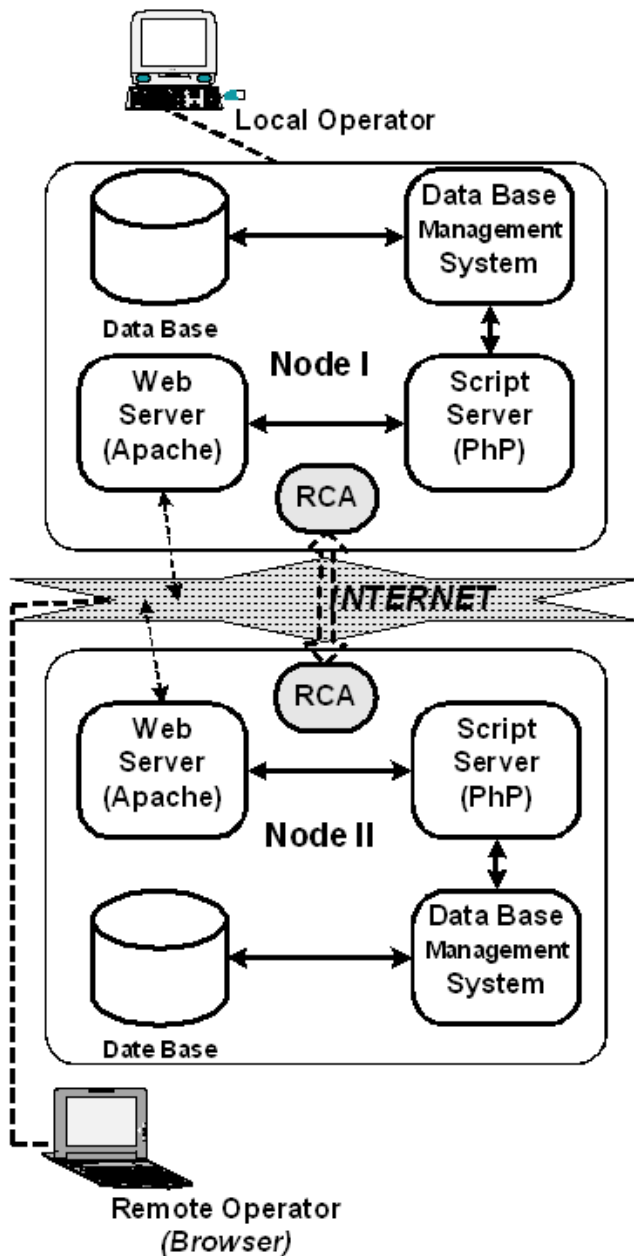 Local Operator
Data Base
Management
System
Data Base
Node I
Web
Server
(Apache)
Script
Server
(PhP)
RCA
INTERNET
RCA
Web
Server
(Apache)
Script
Server
(PhP)
Node II
Data Base
Management
System
Date Base
Remote Operator
(Browser)